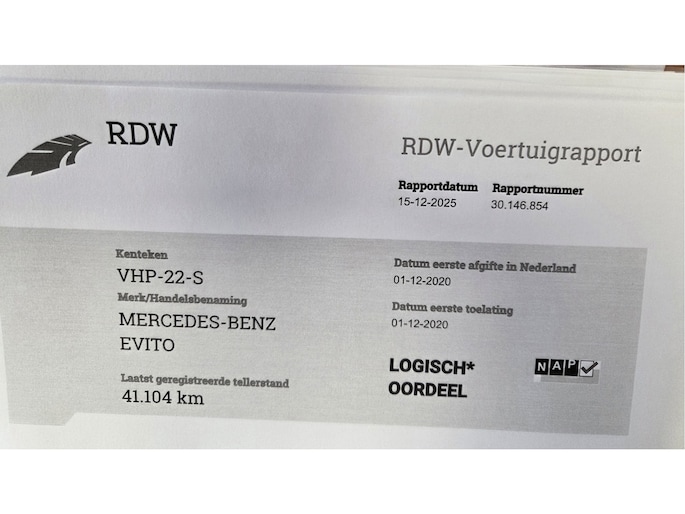 RDW
RDW-Voertuigrapport
Rapportdatum Rapportnummer
15-12-2025 30.146.854
Kenteken
VHP-22-S
Merk/Handelsbenaming
MERCEDES-BENZ
EVITO
Laatst geregistreerde tellerstand
41.104 km
Datum eerste afgifte in Nederland
01-12-2020
Datum eerste toelating
01-12-2020
LOGISCH*
OORDEEL
NAP